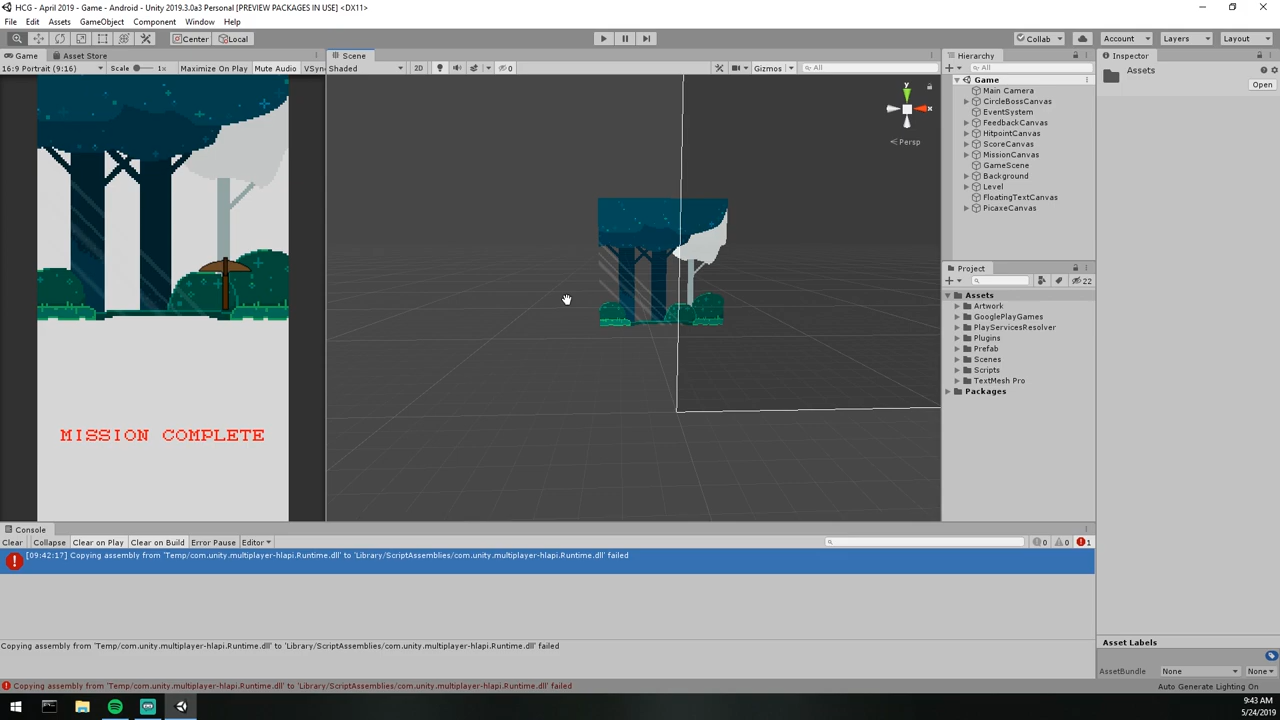 HCG - April 2019 - Game - Android - Unity 2019.3.0a3 Personal [PREVIEW PACKAGES IN USE] <DX11>
File Edit Assets GameObject Component Window Help
Center Local Collab Account Layers Layout
Game Asset Store Scene Hierarchy Inspector
16:9 Portrait (9:16) Scale 1x Maximize On Play Mute Audio VSyn Shaded 2D 0 Gizmos All All
Assets
Open
Game
Main Camera
CircleBossCanvas
EventSystem
FeedbackCanvas
HitpointCanvas
ScoreCanvas
MissionCanvas
GameScene
Background
Level
FloatingTextCanvas
PicaxeCanvas
y
x
Persp
Project
22
Assets
Artwork
GooglePlayGames
PlayServicesResolver
Plugins
Prefab
Scenes
Scripts
TextMesh Pro
Packages
MISSION COMPLETE
Console
Clear Collapse Clear on Play Clear on Build Error Pause Editor 0 0 1
[09:42:17] Copying assembly from 'Temp/com.unity.multiplayer-hlapi.Runtime.dll' to 'Library/ScriptAssemblies/com.unity.multiplayer-hlapi.Runtime.dll' failed
Copying assembly from 'Temp/com.unity.multiplayer-hlapi.Runtime.dll' to 'Library/ScriptAssemblies/com.unity.multiplayer-hlapi.Runtime.dll' failed
Asset Labels
AssetBundle None None
Copying assembly from 'Temp/com.unity.multiplayer-hlapi.Runtime.dll' to 'Library/ScriptAssemblies/com.unity.multiplayer-hlapi.Runtime.dll' failed
Auto Generate Lighting On
9:43 AM
5/24/2019